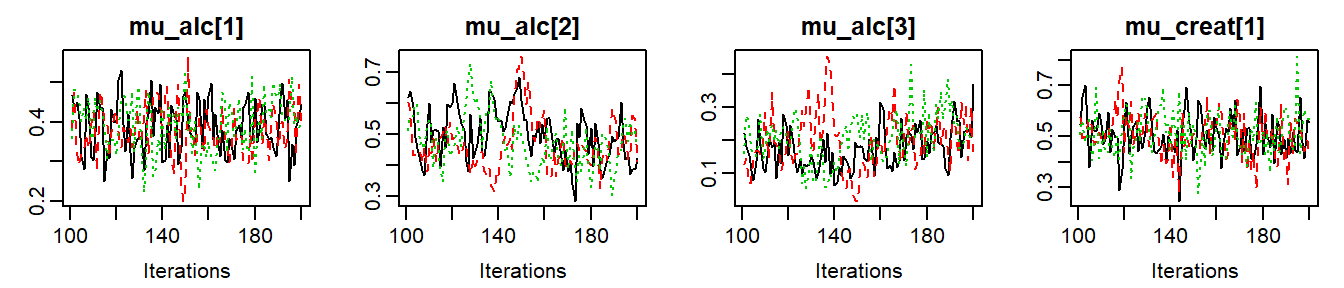 mu_alc[1] mu_alc[2] mu_alc[3] mu_creat[1]
0.2 0.4
0.3 0.5 0.7
0.1 0.3
0.3 0.5 0.7
100 140 180 100 140 180 100 140 180 100 140 180
Iterations Iterations Iterations Iterations